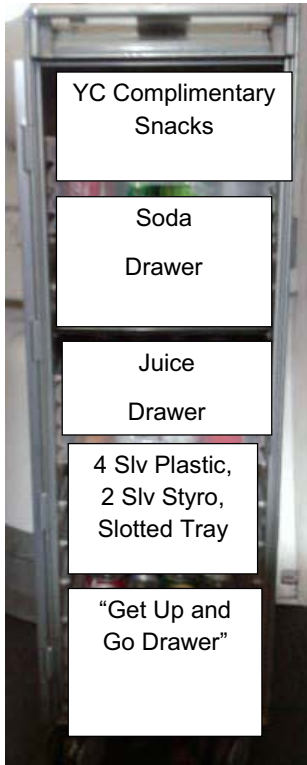 YC Complimentary
Snacks
Soda
Drawer
Juice
Drawer
4 Slv Plastic,
2 Slv Styro,
Slotted Tray
“Get Up and
Go Drawer”